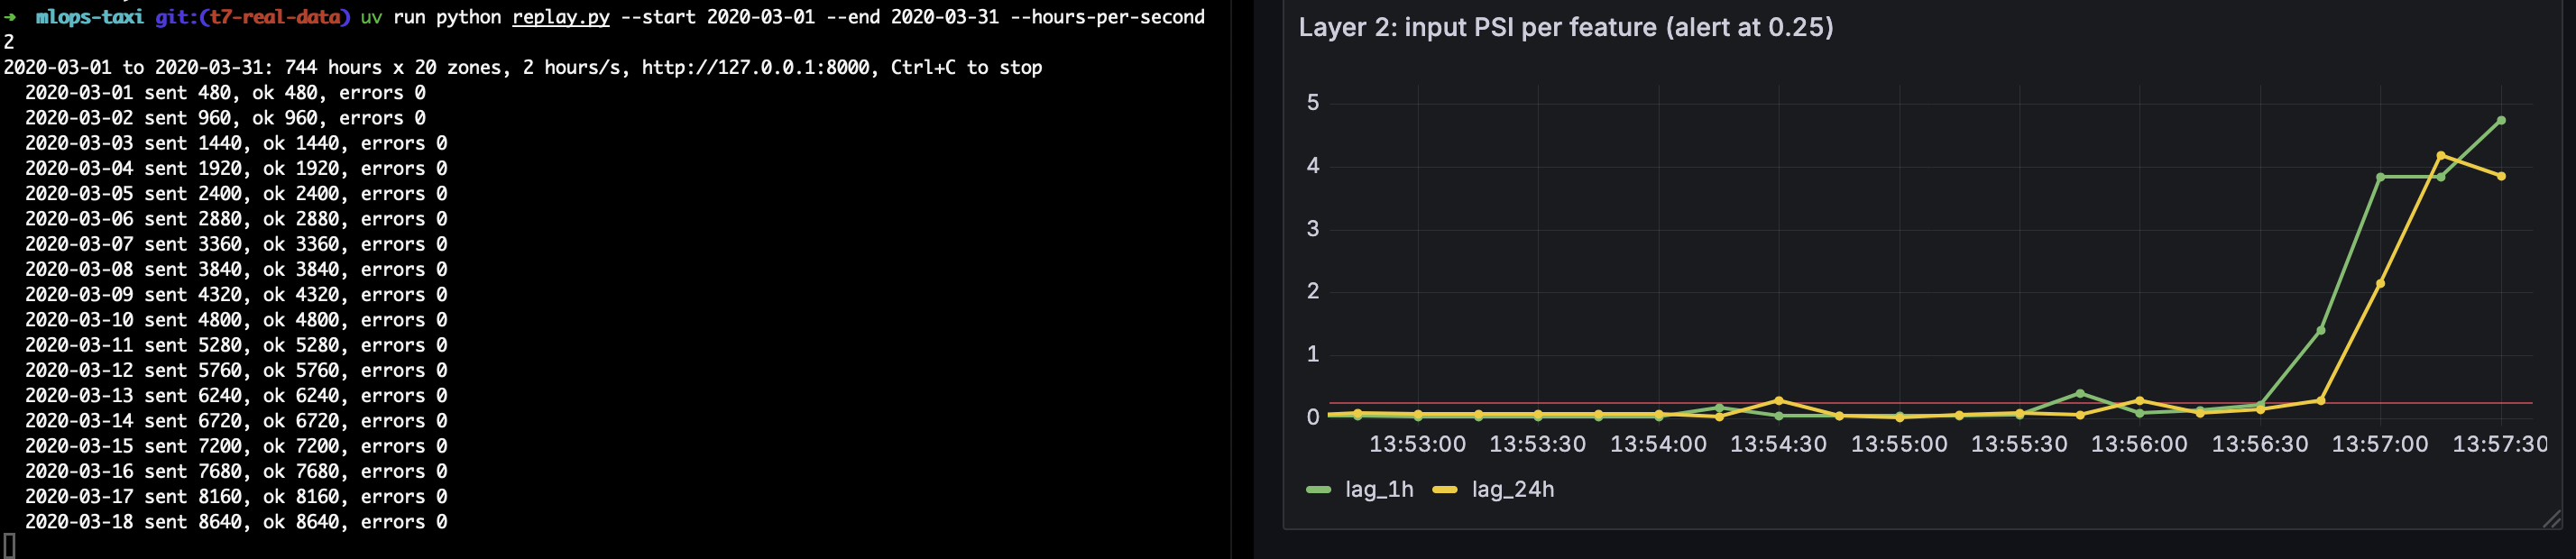 → mlops-taxi git:(t7-real-data) uv run python replay.py --start 2020-03-01 --end 2020-03-31 --hours-per-second
2
2020-03-01 to 2020-03-31: 744 hours x 20 zones, 2 hours/s, http://127.0.0.1:8000, Ctrl+C to stop
2020-03-01 sent 480, ok 480, errors 0
2020-03-02 sent 960, ok 960, errors 0
2020-03-03 sent 1440, ok 1440, errors 0
2020-03-04 sent 1920, ok 1920, errors 0
2020-03-05 sent 2400, ok 2400, errors 0
2020-03-06 sent 2880, ok 2880, errors 0
2020-03-07 sent 3360, ok 3360, errors 0
2020-03-08 sent 3840, ok 3840, errors 0
2020-03-09 sent 4320, ok 4320, errors 0
2020-03-10 sent 4800, ok 4800, errors 0
2020-03-11 sent 5280, ok 5280, errors 0
2020-03-12 sent 5760, ok 5760, errors 0
2020-03-13 sent 6240, ok 6240, errors 0
2020-03-14 sent 6720, ok 6720, errors 0
2020-03-15 sent 7200, ok 7200, errors 0
2020-03-16 sent 7680, ok 7680, errors 0
2020-03-17 sent 8160, ok 8160, errors 0
2020-03-18 sent 8640, ok 8640, errors 0
Layer 2: input PSI per feature (alert at 0.25)
5
4
3
2
1
0
13:53:00 13:53:30 13:54:00 13:54:30 13:55:00 13:55:30 13:56:00 13:56:30 13:57:00 13:57:30
lag_1h lag_24h